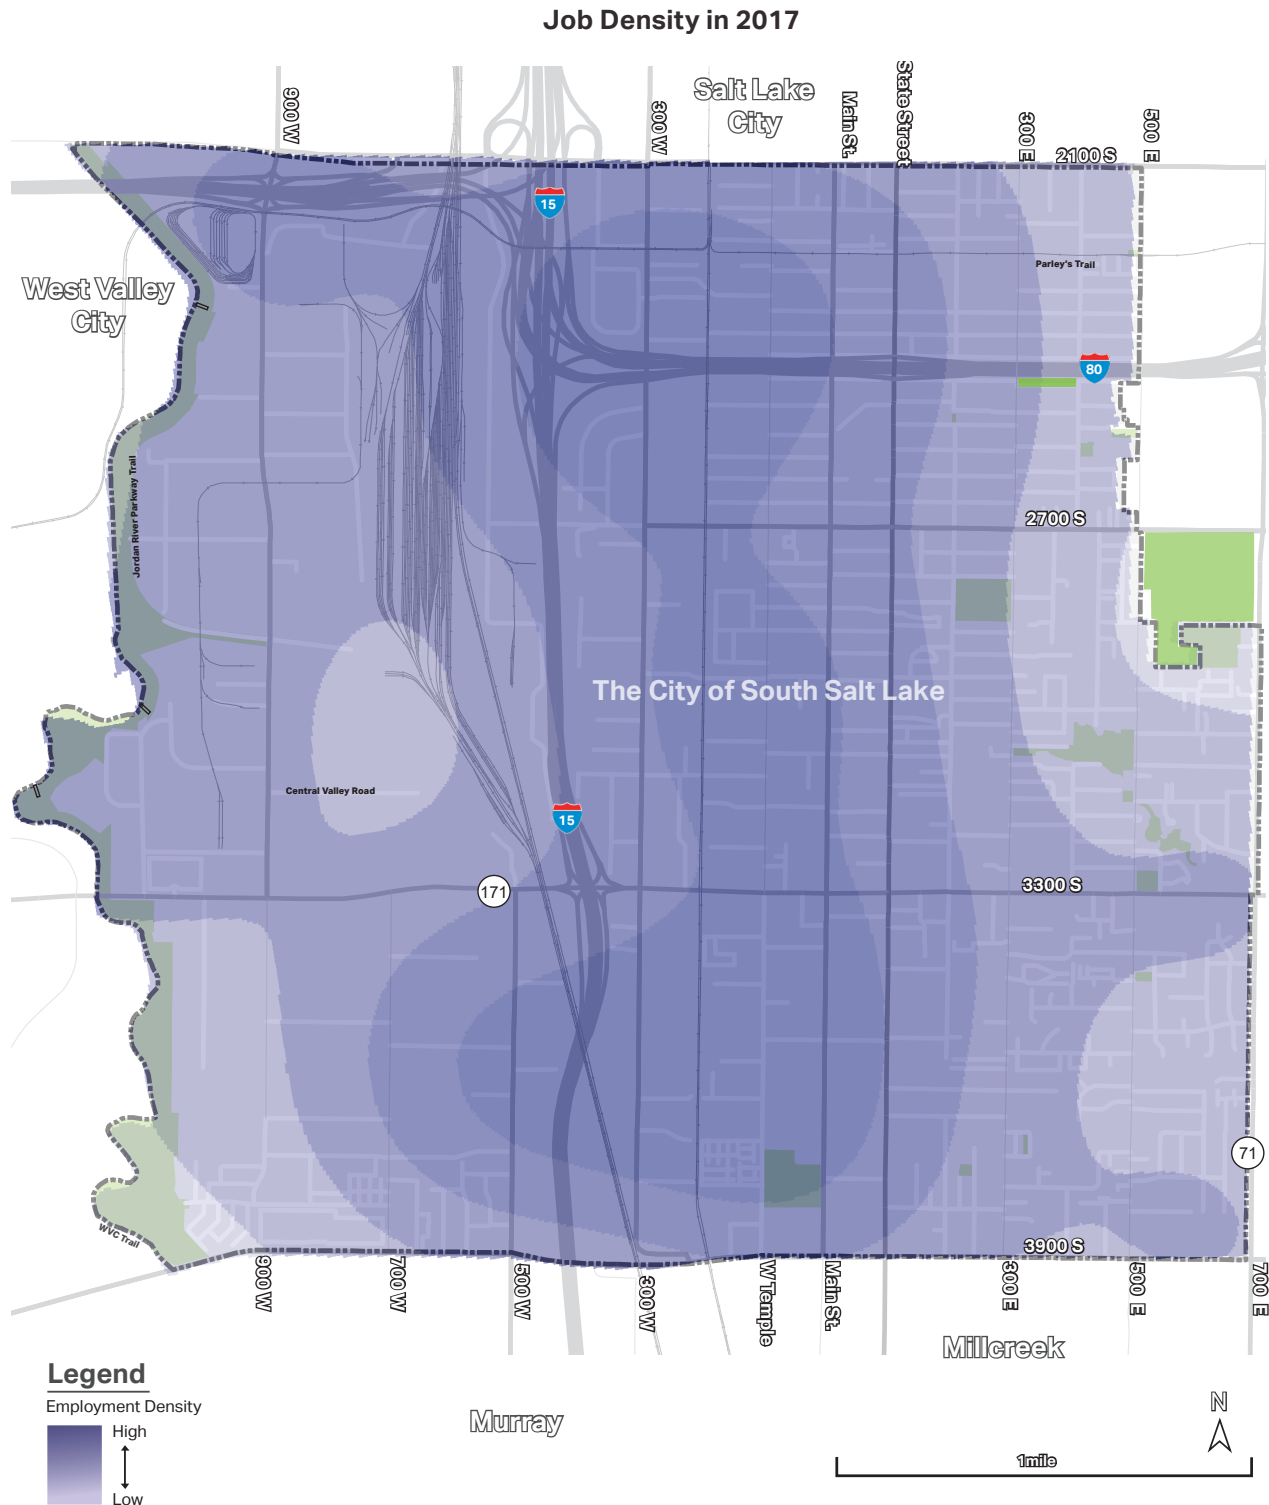 Job Density in 2017
Salt Lake
City
900 W
300 W
Main St.
State Street
300 E
500 E
2100 S
15
Parley's Trail
West Valley
City
80
Jordan River Parkway Trail
2700 S
The City of South Salt Lake
Central Valley Road
15
171
3300 S
71
WVC Trail
3900 S
900 W
700 W
500 W
300 W
W Temple
Main St.
300 E
500 E
700 E
Millcreek
Legend
Employment Density
High
Low
Murray
N
1mile